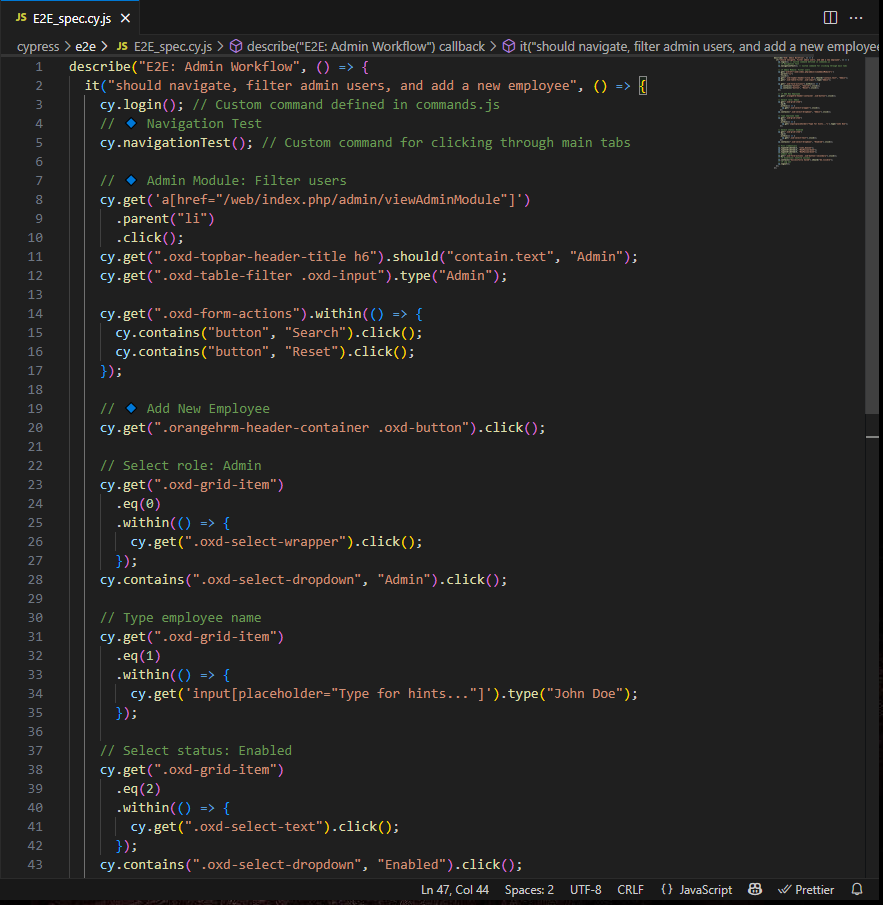 JS E2E_spec.cy.js ×
cypress > e2e > JS E2E_spec.cy.js > describe("E2E: Admin Workflow") callback > it("should navigate, filter admin users, and add a new employee
1 describe("E2E: Admin Workflow", () => {
2 it("should navigate, filter admin users, and add a new employee", () => {
3 cy.login(); // Custom command defined in commands.js
4 // 🔹 Navigation Test
5 cy.navigationTest(); // Custom command for clicking through main tabs
6
7 // 🔹 Admin Module: Filter users
8 cy.get('a[href="/web/index.php/admin/viewAdminModule"]')
9 .parent("li")
10 .click();
11 cy.get(".oxd-topbar-header-title h6").should("contain.text", "Admin");
12 cy.get(".oxd-table-filter .oxd-input").type("Admin");
13
14 cy.get(".oxd-form-actions").within(() => {
15 cy.contains("button", "Search").click();
16 cy.contains("button", "Reset").click();
17 });
18
19 // 🔹 Add New Employee
20 cy.get(".orangehrm-header-container .oxd-button").click();
21
22 // Select role: Admin
23 cy.get(".oxd-grid-item")
24 .eq(0)
25 .within(() => {
26 cy.get(".oxd-select-wrapper").click();
27 });
28 cy.contains(".oxd-select-dropdown", "Admin").click();
29
30 // Type employee name
31 cy.get(".oxd-grid-item")
32 .eq(1)
33 .within(() => {
34 cy.get('input[placeholder="Type for hints..."]').type("John Doe");
35 });
36
37 // Select status: Enabled
38 cy.get(".oxd-grid-item")
39 .eq(2)
40 .within(() => {
41 cy.get(".oxd-select-text").click();
42 });
43 cy.contains(".oxd-select-dropdown", "Enabled").click();
Ln 47, Col 44 Spaces: 2 UTF-8 CRLF {} JavaScript Prettier